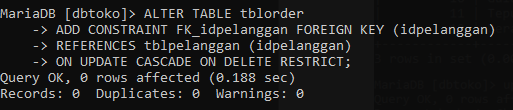 MariaDB [dbtoko]> ALTER TABLE tblorder
    -> ADD CONSTRAINT FK_idpelanggan FOREIGN KEY (idpelanggan)
    -> REFERENCES tblpelanggan (idpelanggan)
    -> ON UPDATE CASCADE ON DELETE RESTRICT;
Query OK, 0 rows affected (0.188 sec)
Records: 0  Duplicates: 0  Warnings: 0